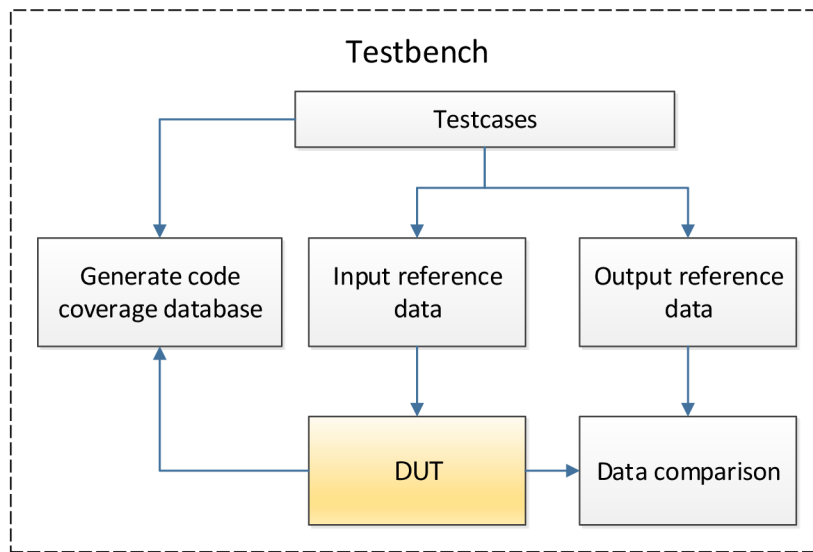 Testbench
Testcases
Generate code
coverage database
Input reference
data
Output reference
data
DUT
Data comparison